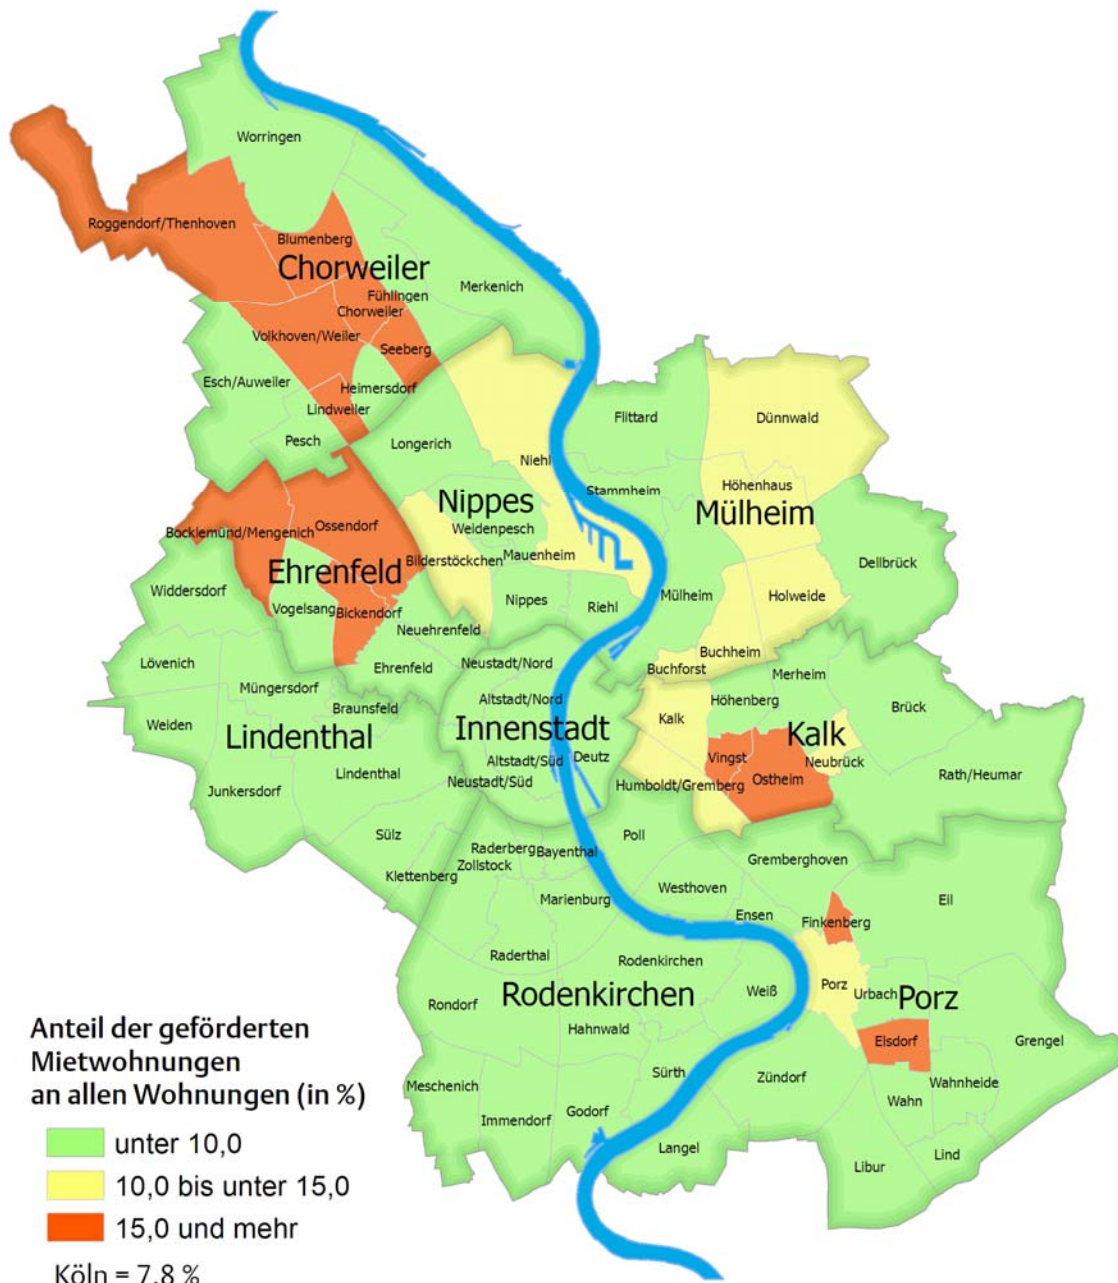 Worringen
Roggendorf/Thenhoven
Blumenberg
Chorweiler
Merkenich
Fühlingen
Chorweiler
Volkhoven/Weiler
Seeberg
Esch/Auweiler
Heimersdorf
Lindweiler
Pesch
Longerich
Flittard
Dünnwald
Niehl
Stammheim
Höhenhaus
Nippes
Mülheim
Weidenpesch
Ossendorf
Bocklemünd/Mengenich
Mauenheim
Bilderstöckchen
Dellbrück
Ehrenfeld
Widdersdorf
Vogelsang
Bickendorf
Nippes
Riehl
Mülheim
Holweide
Neuehrenfeld
Buchheim
Lövenich
Ehrenfeld
Neustadt/Nord
Buchforst
Merheim
Müngersdorf
Altstadt/Nord
Höhenberg
Brück
Braunsfeld
Weiden
Lindenthal
Innenstadt
Kalk
Kalk
Deutz
Vingst
Altstadt/Süd
Neubrück
Lindenthal
Neustadt/Süd
Humboldt/Gremberg
Ostheim
Rath/Heumar
Junkersdorf
Sülz
Poll
Raderberg
Bayenthal
Zollstock
Gremberghoven
Klettenberg
Westhoven
Marienburg
Eil
Ensen
Finkenberg
Raderthal
Rodenkirchen
Porz
Weiß
Urbach
Porz
Rodenkirchen
Rondorf
Hahnwald
Elsdorf
Grengel
Sürth
Zündorf
Meschenich
Wahnheide
Wahn
Immendorf
Godorf
Langel
Libur
Lind
Anteil der geförderten
Mietwohnungen
an allen Wohnungen (in %)
unter 10,0
10,0 bis unter 15,0
15,0 und mehr
Köln = 7,8 %